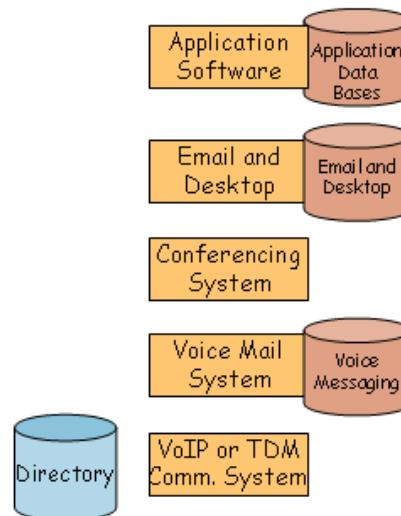 Application
Software
Application
Data
Bases
Email and
Desktop
Email and
Desktop
Conferencing
System
Voice Mail
System
Voice
Messaging
Directory
VoIP or TDM
Comm. System